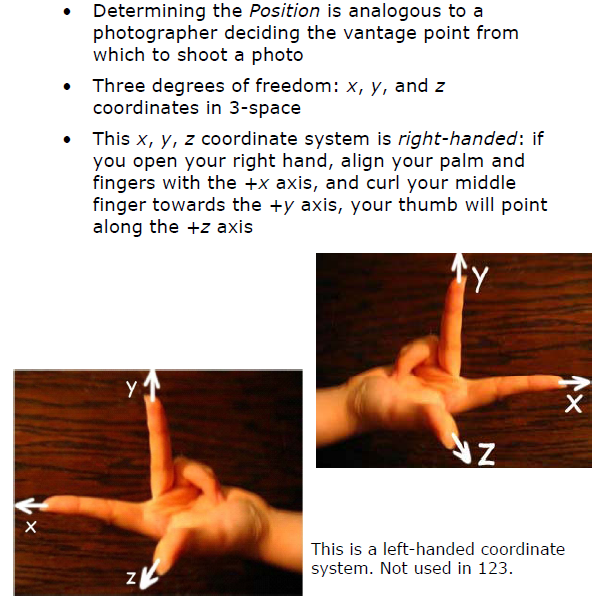 • Determining the Position is analogous to a
photographer deciding the vantage point from
which to shoot a photo
• Three degrees of freedom: x, y, and z
coordinates in 3-space
• This x, y, z coordinate system is right-handed: if
you open your right hand, align your palm and
fingers with the +x axis, and curl your middle
finger towards the +y axis, your thumb will point
along the +z axis
Y
X
Z
Y
X
Z
This is a left-handed coordinate
system. Not used in 123.